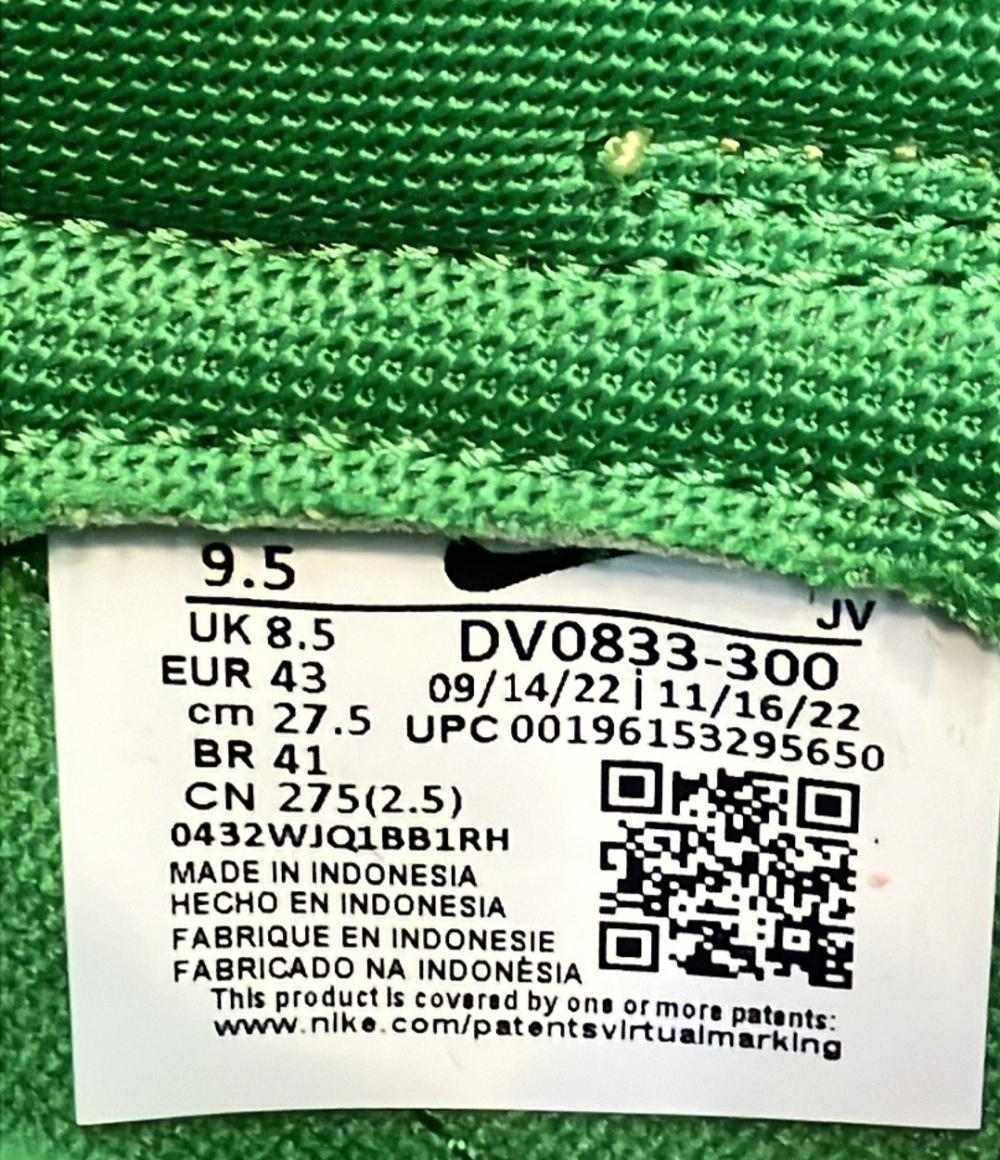 9.5
JV
UK 8.5
DV0833-300
EUR 43
09/14/22 | 11/16/22
cm 27.5
UPC 00196153295650
BR 41
CN 275(2.5)
0432WJQ1BB1RH
MADE IN INDONESIA
HECHO EN INDONESIA
FABRIQUE EN INDONESIE
FABRICADO NA INDONÉSIA
This product is covered by one or more patents:
www.nike.com/patentsvirtualmarking